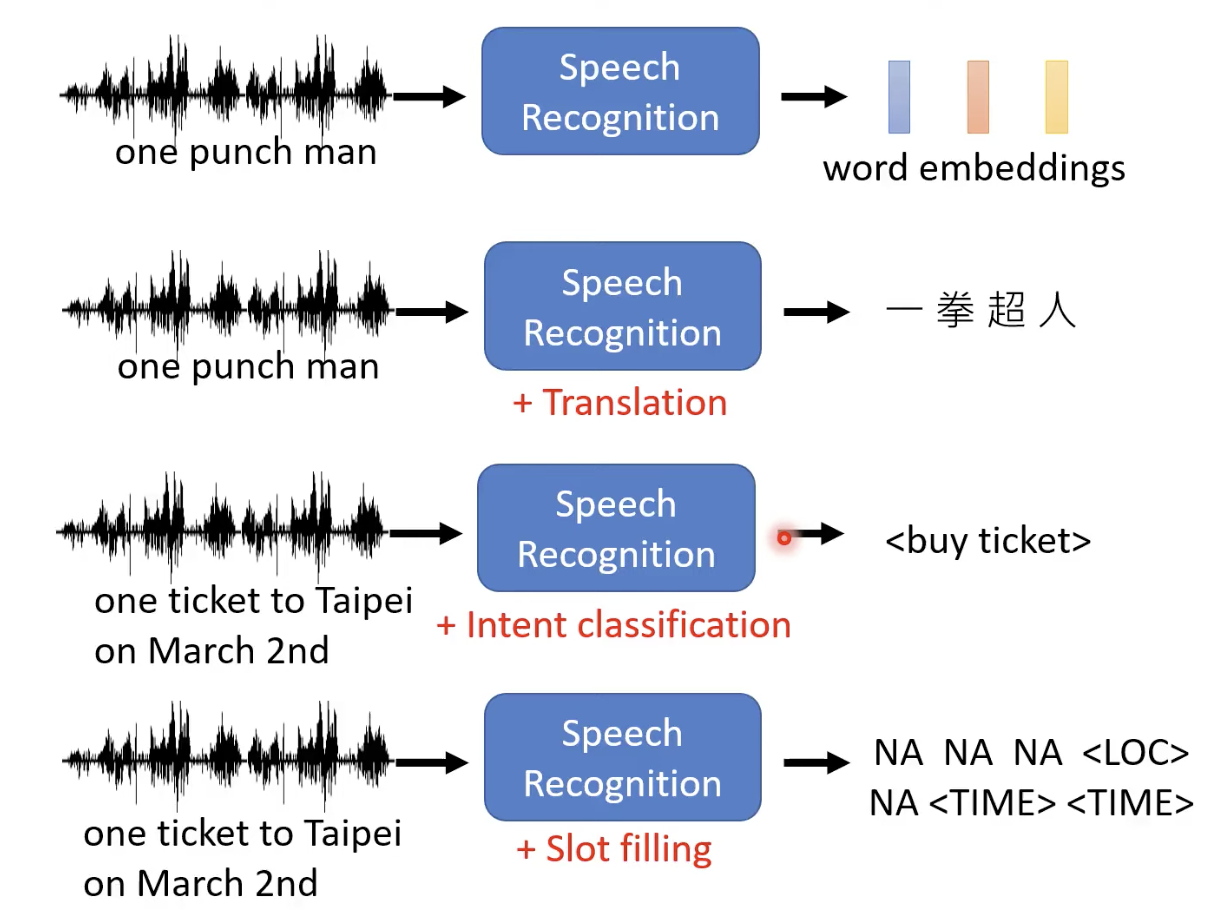 Speech
Recognition
one punch man
word embeddings
Speech
Recognition
one punch man
一 拳 超 人
+ Translation
Speech
Recognition
<buy ticket>
one ticket to Taipei
on March 2nd
+ Intent classification
Speech
Recognition
NA NA NA <LOC>
NA <TIME> <TIME>
one ticket to Taipei
on March 2nd
+ Slot filling